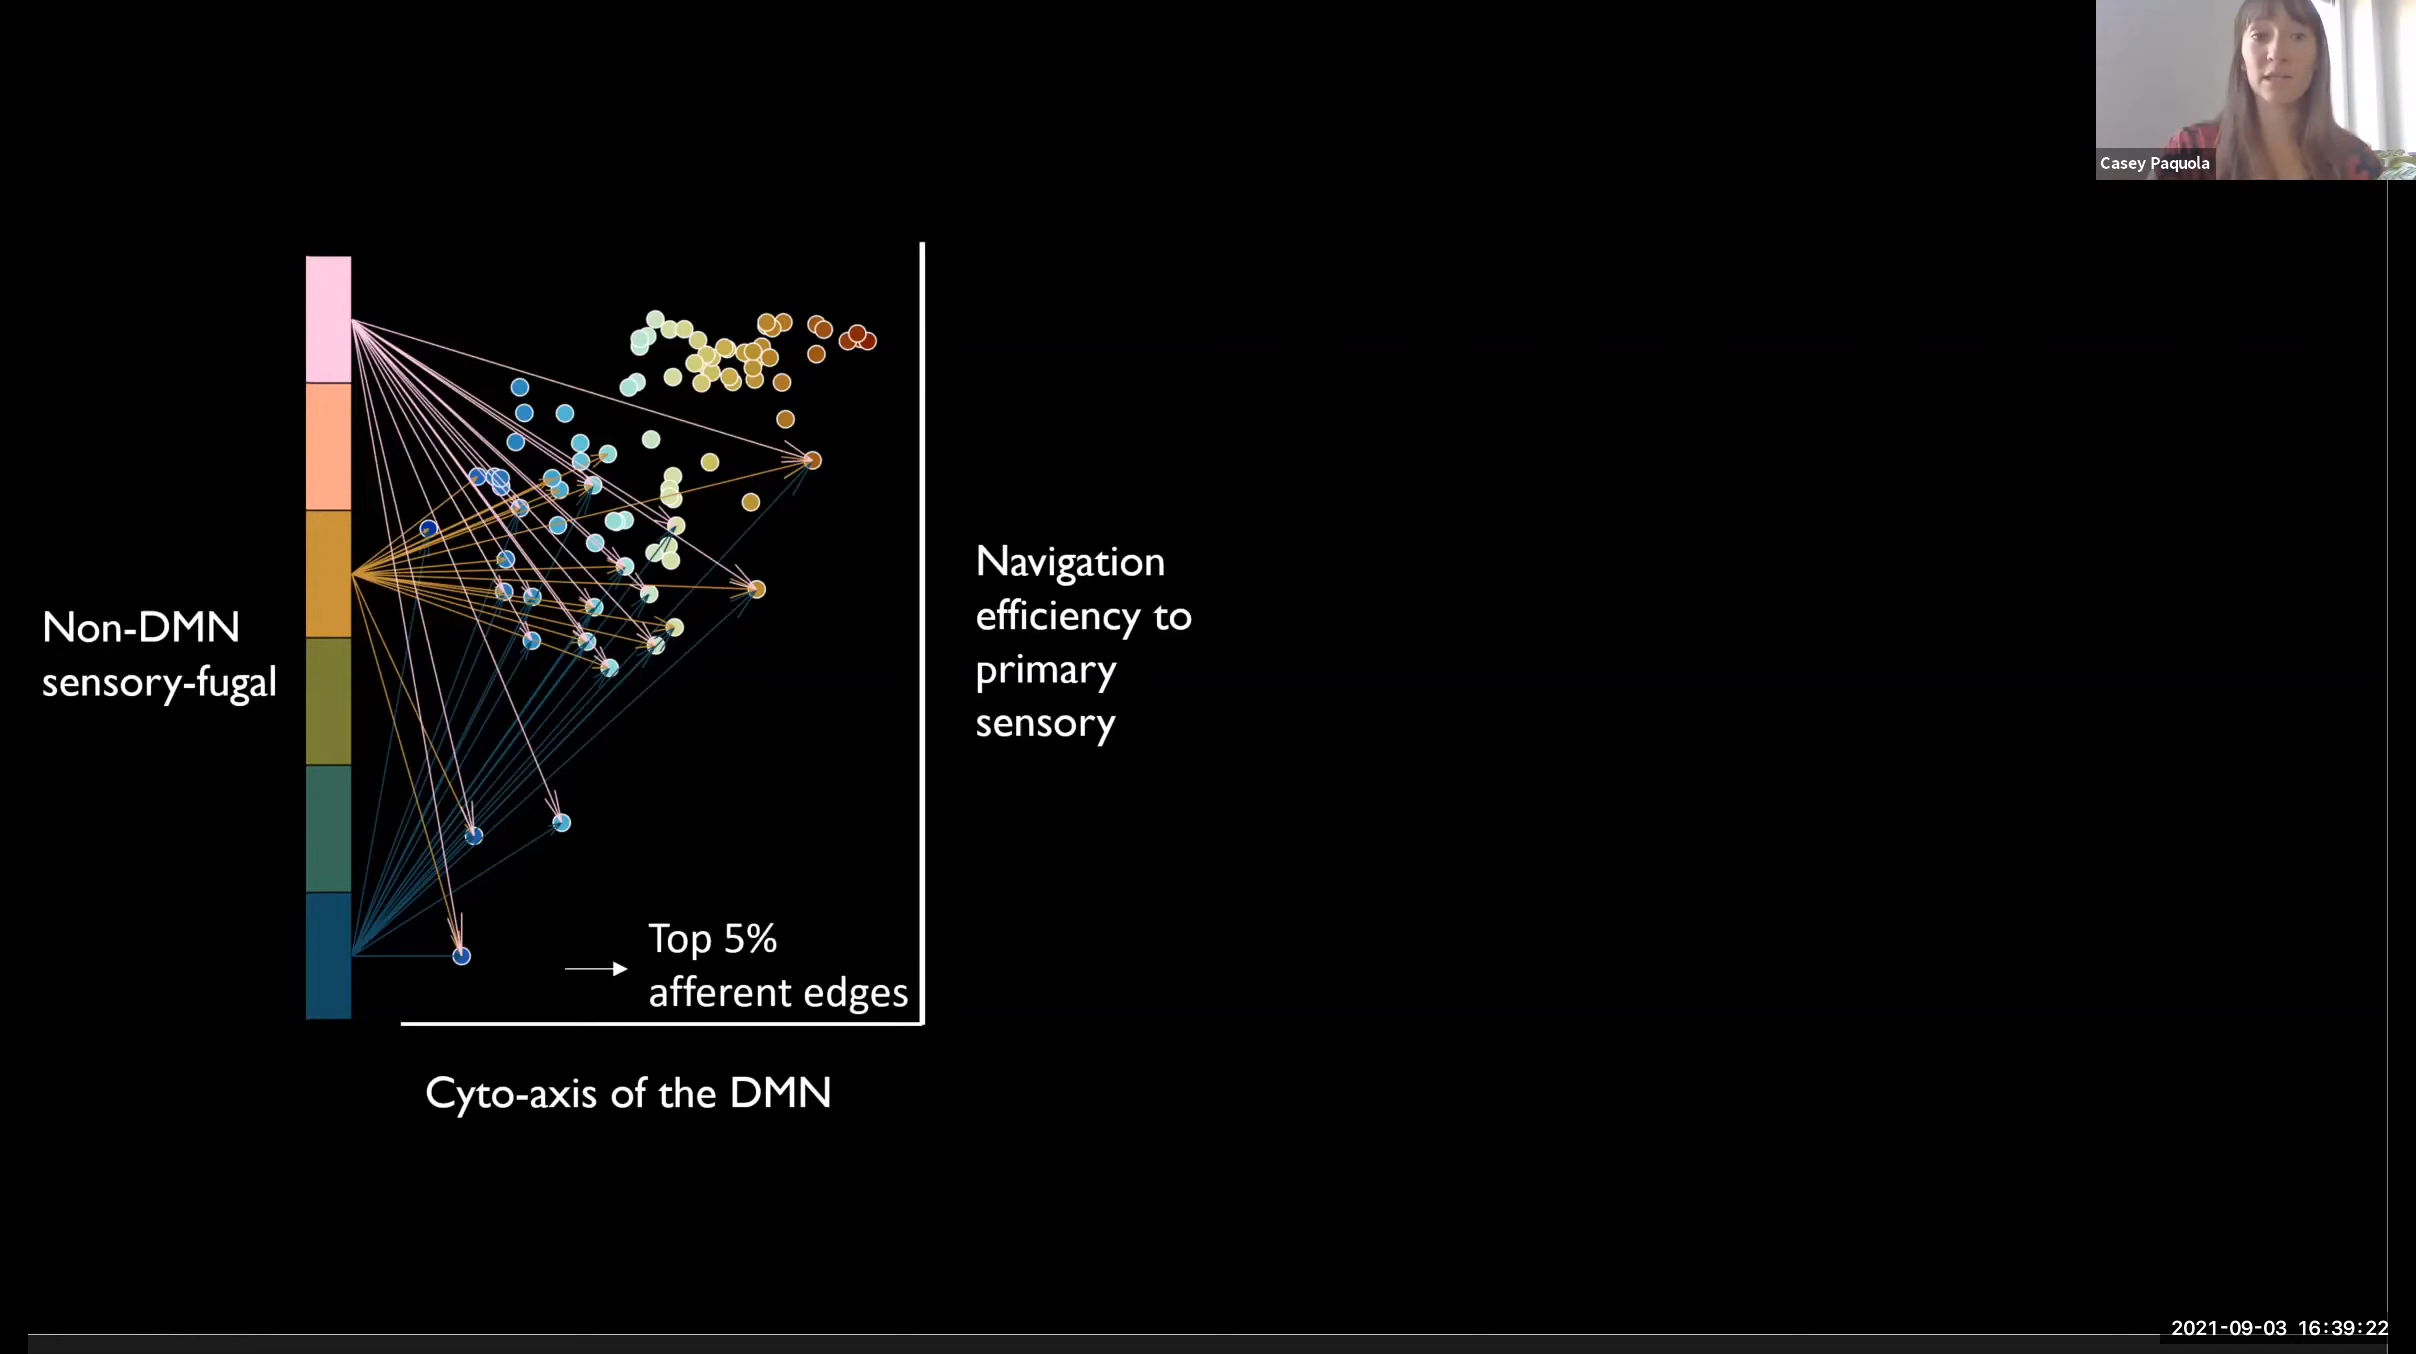 Casey Paquola
Non-DMN
sensory-fugal
Navigation
efficiency to
primary
sensory
Top 5%
afferent edges
Cyto-axis of the DMN
2021-09-03 16:39:22